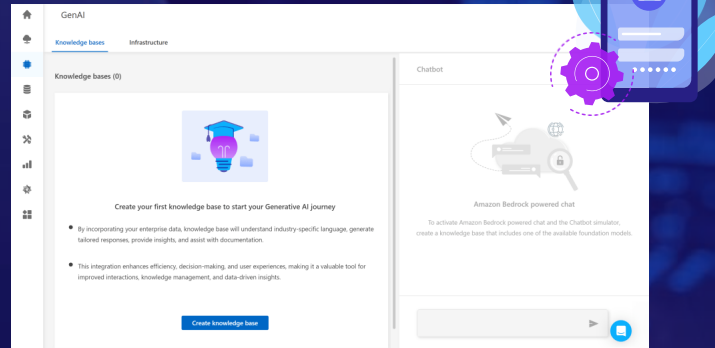 GenAI
Knowledge bases
Infrastructure
Knowledge bases (0)
Create your first knowledge base to start your Generative AI journey
By incorporating your enterprise data, knowledge base will understand industry-specific language, generate
tailored responses, provide insights, and assist with documentation.
This integration enhances efficiency, decision-making, and user experiences, making it a valuable tool for
improved interactions, knowledge management, and data-driven insights.
Create knowledge base
Chatbot
Amazon Bedrock powered chat
To activate Amazon Bedrock powered chat and the Chatbot simulator,
create a knowledge base that includes one of the available foundation models.